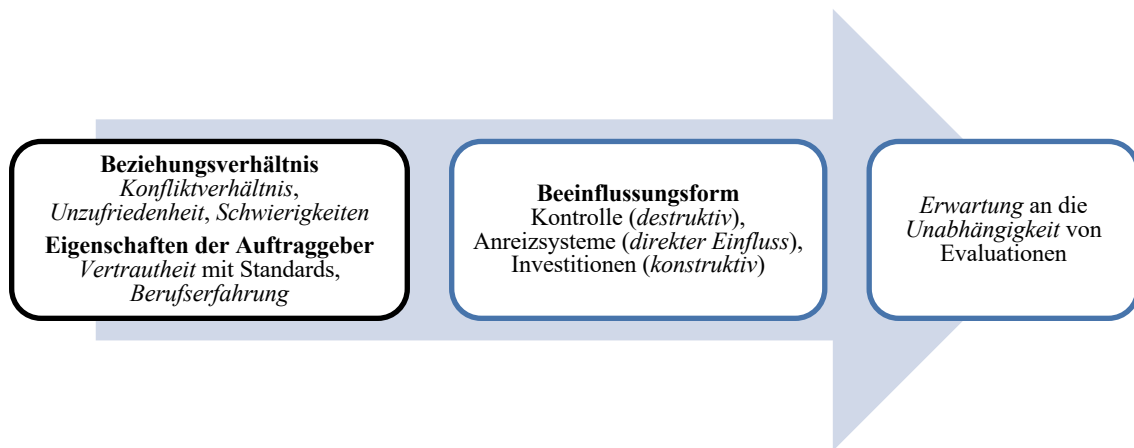 Beziehungsverhältnis
Konfliktverhältnis,
Unzufriedenheit, Schwierigkeiten
Eigenschaften der Auftraggeber
Vertrautheit mit Standards,
Berufserfahrung
Beeinflussungsform
Kontrolle (destruktiv),
Anreizsysteme (direkter Einfluss),
Investitionen (konstruktiv)
Erwartung an die
Unabhängigkeit von
Evaluationen